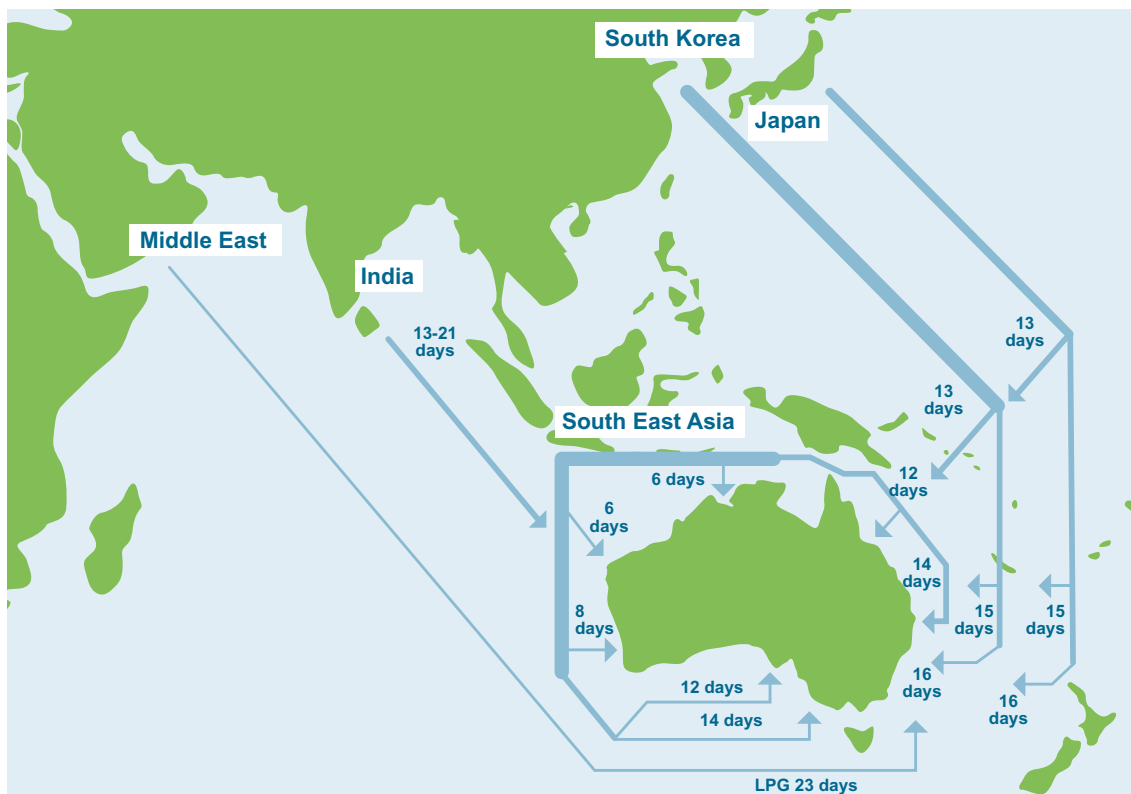 South Korea
Japan
Middle East
India
13-21
days
13
days
13
days
South East Asia
6 days
12
days
6
days
14
days
8
days
15
days
15
days
16
days
12 days
16
days
14 days
LPG 23 days